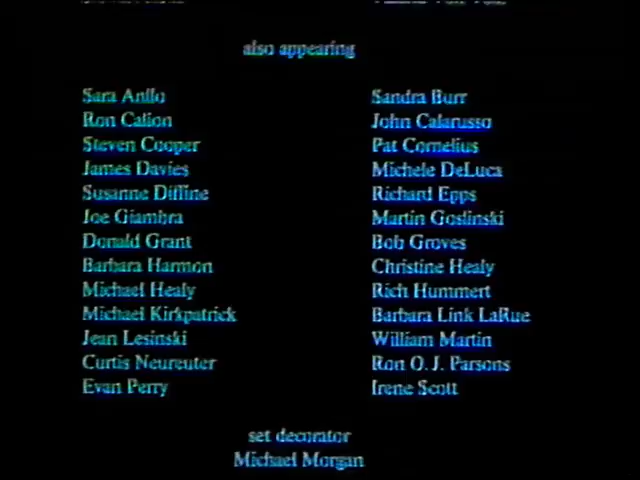 also appearing
Sara Anllo
Sandra Burr
Ron Calion
John Calarusso
Steven Cooper
Pat Cornelius
James Davies
Michele DeLuca
Susanne Diffine
Richard Epps
Joe Giambra
Martin Goslinski
Donald Grant
Bob Groves
Barbara Harmon
Christine Healy
Michael Healy
Rich Hummert
Michael Kirkpatrick
Barbara Link LaRue
Jean Lesinski
William Martin
Curtis Neureuter
Ron O.J. Parsons
Evan Perry
Irene Scott
set decorator
Michael Morgan